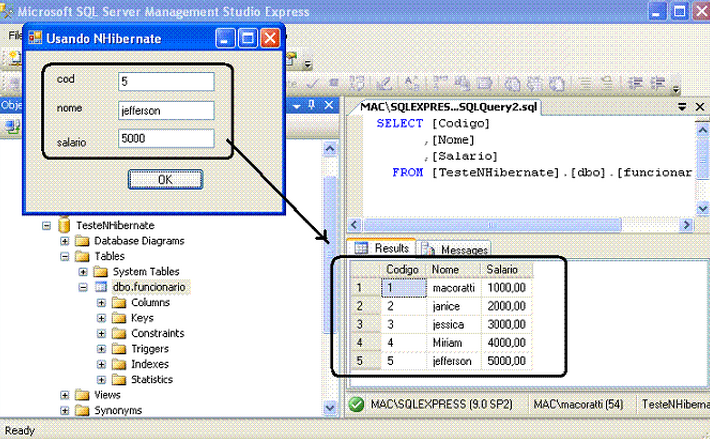 Microsoft SQL Server Management Studio Express
Usando NHibernate
cod
5
nome
jefferson
salario
5000
OK
MAC\SQLEXPRES...SQLQuery2.sql
SELECT [Codigo]
,[Nome]
,[Salario]
FROM [TesteNHibernate].[dbo].[funcionar
TesteNHibernate
Database Diagrams
Tables
System Tables
dbo.funcionario
Columns
Keys
Constraints
Triggers
Indexes
Statistics
Views
Synonyms
Results
Messages
Codigo Nome Salario
1 1 macoratti 1000,00
2 2 janice 2000,00
3 3 jessica 3000,00
4 4 Miriam 4000,00
5 5 jefferson 5000,00
MAC\SQLEXPRESS (9.0 SP2)
MAC\macoratti (54)
TesteNHiberna
Ready